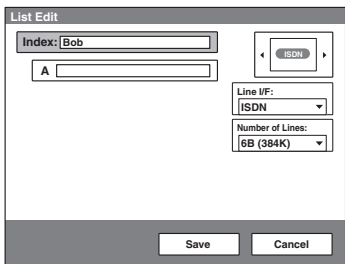 List Edit
Index: Bob
ISDN
A
Line I/F:
ISDN
Number of Lines:
6B (384K)
Save Cancel